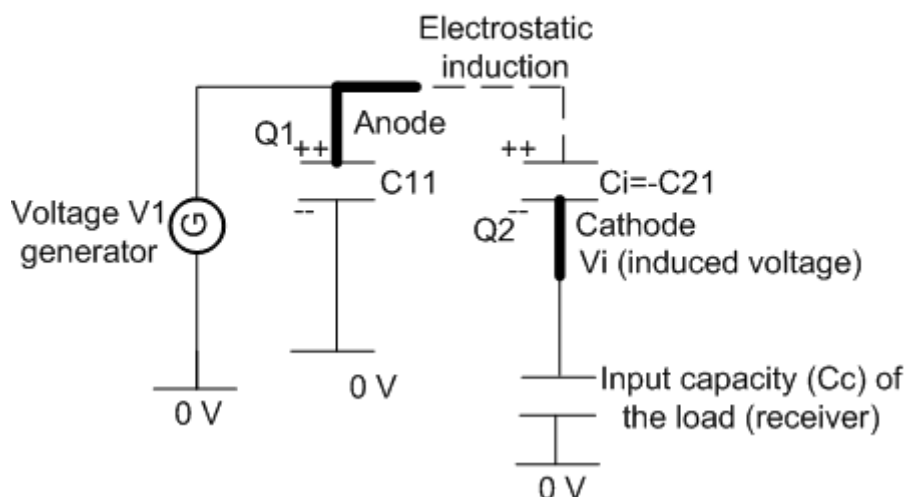 Electrostatic
induction
Q1
++
Anode
++
C11
Ci=-C21
--
--
Voltage V1
generator
G
Q2
Cathode
Vi (induced voltage)
0 V
0 V
Input capacity (Cc) of
the load (receiver)
0 V